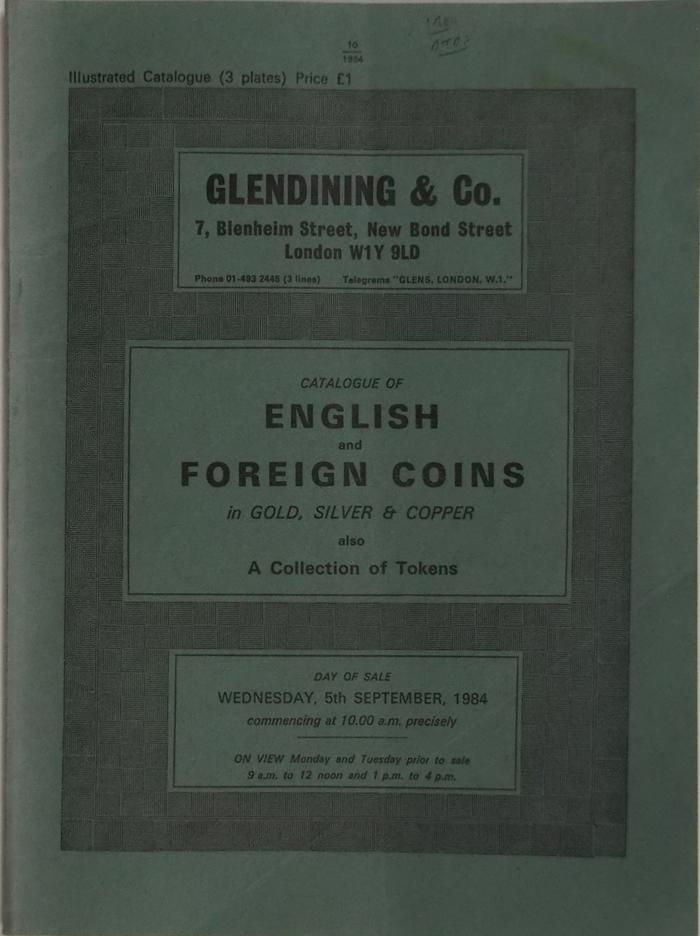 10
1984
Illustrated Catalogue (3 plates) Price £1
GLENDINING & Co.
7, Blenheim Street, New Bond Street
London W1Y 9LD
Phone 01-493 2445 (3 lines) Telegrams "GLENS, LONDON, W.1."
CATALOGUE OF
ENGLISH
and
FOREIGN COINS
in GOLD, SILVER & COPPER
also
A Collection of Tokens
DAY OF SALE
WEDNESDAY, 5th SEPTEMBER, 1984
commencing at 10.00 a.m. precisely
ON VIEW Monday and Tuesday prior to sale
9 a.m. to 12 noon and 1 p.m. to 4 p.m.